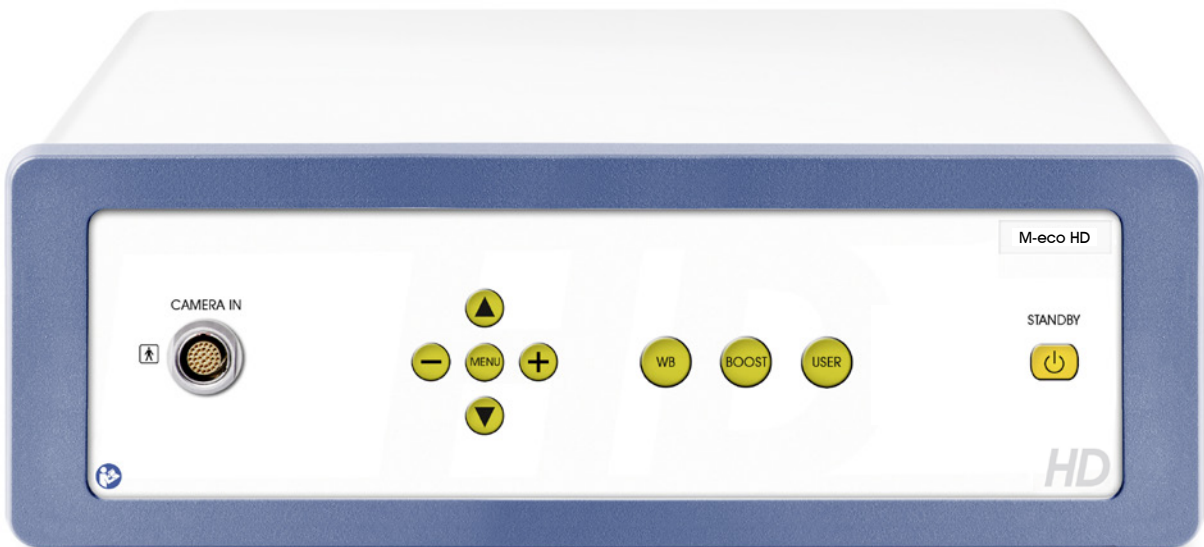 M-eco HD
CAMERA IN
STANDBY
MENU
WB
BOOST
USER
HD